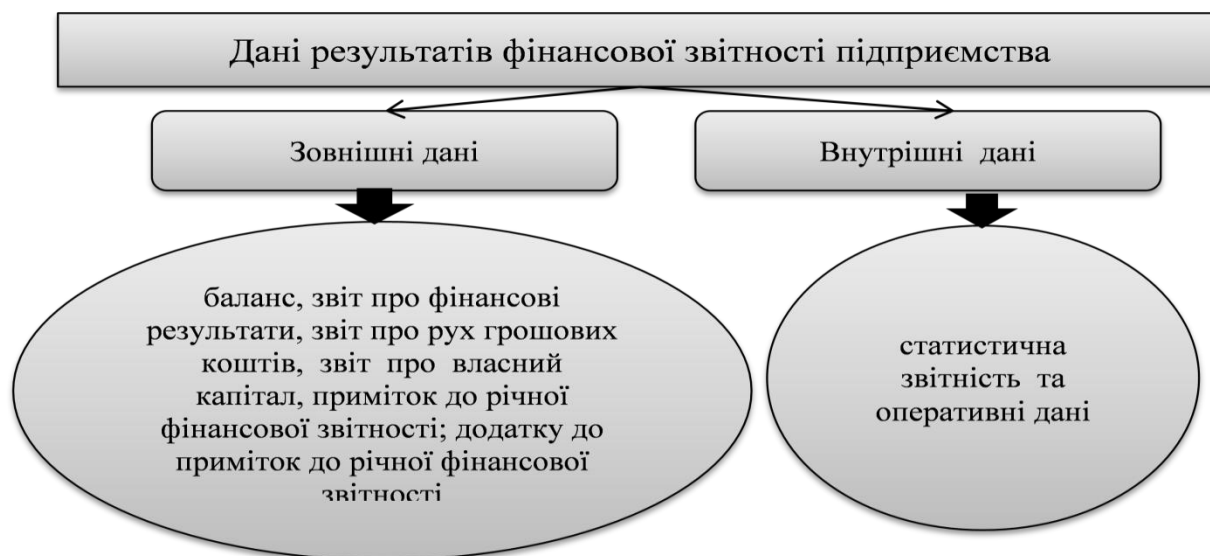 Дані результатів фінансової звітності підприємства
Зовнішні дані
Внутрішні дані
баланс, звіт про фінансові
результати, звіт про рух грошових
коштів, звіт про власний
капітал, приміток до річної
фінансової звітності; додатку до
приміток до річної фінансової
звітності
статистична
звітність та
оперативні дані